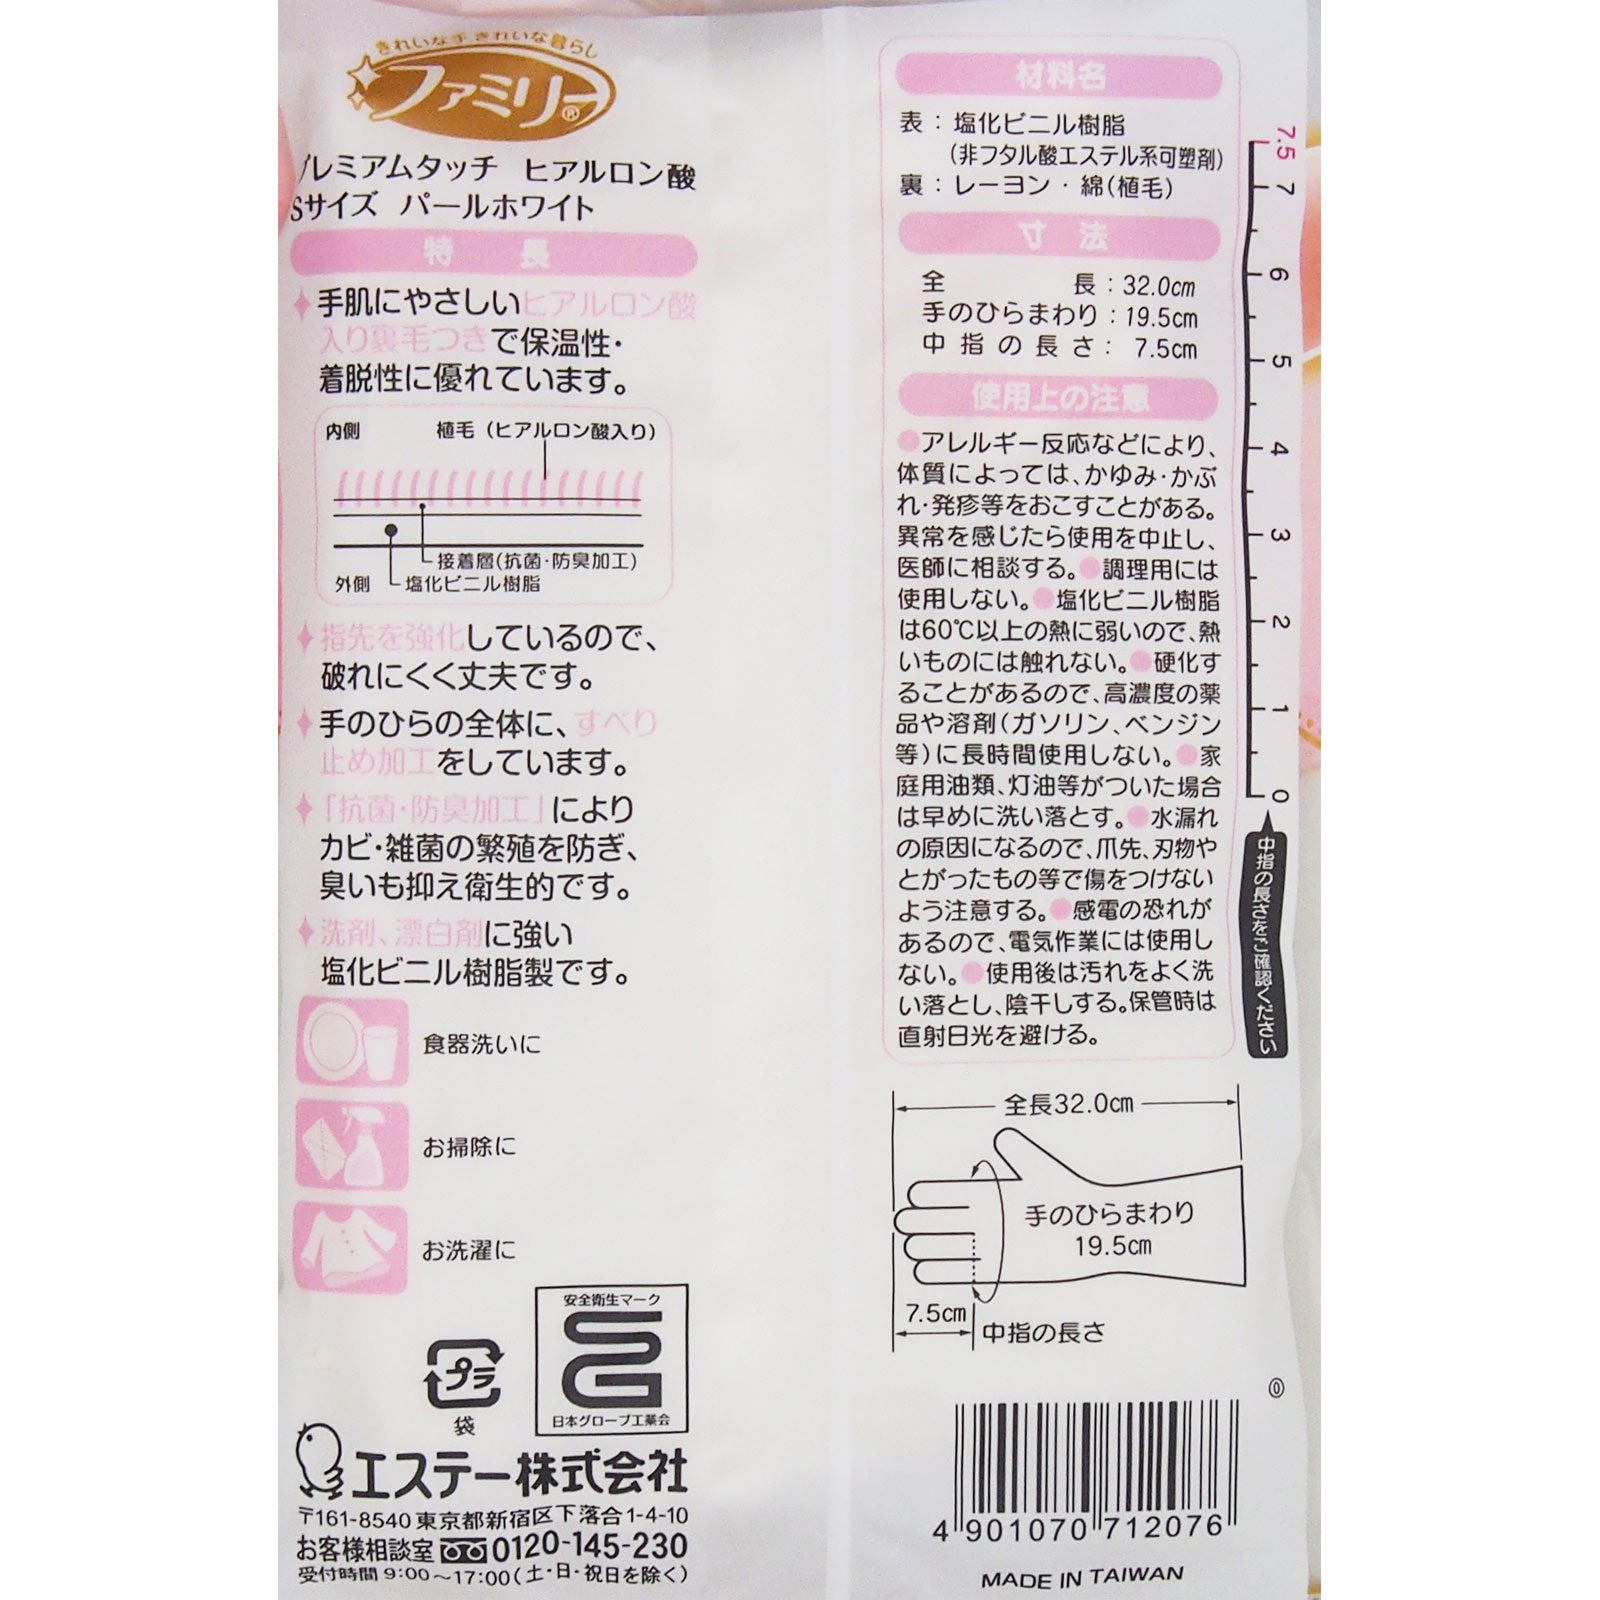 きれいな手 きれいな暮らし
ファミリー®
プレミアムタッチ ヒアルロン酸
Sサイズ パールホワイト
特長
手肌にやさしいヒアルロン酸
入り裏毛つきで保温性・
着脱性に優れています。
内側 植毛（ヒアルロン酸入り）
接着層(抗菌・防臭加工)
外側 塩化ビニル樹脂
指先を強化しているので、
破れにくく丈夫です。
手のひらの全体に、すべり
止め加工をしています。
「抗菌・防臭加工」により
カビ・雑菌の繁殖を防ぎ、
臭いも抑え衛生的です。
洗剤、漂白剤に強い
塩化ビニル樹脂製です。
食器洗いに
お掃除に
お洗濯に
プラ
袋
安全衛生マーク
SG
日本グローブ工業会
エステー株式会社
〒161-8540 東京都新宿区下落合1-4-10
お客様相談室 0120-145-230
受付時間 9:00～17:00(土・日・祝日を除く)
材料名
表：塩化ビニル樹脂
(非フタル酸エステル系可塑剤)
裏：レーヨン・綿(植毛)
寸法
全長：32.0cm
手のひらまわり：19.5cm
中指の長さ：7.5cm
使用上の注意
●アレルギー反応などにより、
体質によっては、かゆみ・かぶ
れ・発疹等をおこすことがある。
異常を感じたら使用を中止し、
医師に相談する。●調理用には
使用しない。●塩化ビニル樹脂
は60℃以上の熱に弱いので、熱
いものには触れない。●硬化す
ることがあるので、高濃度の薬
品や溶剤(ガソリン、ベンジン
等)に長時間使用しない。●家
庭用油類、灯油等がついた場合
は早めに洗い落とす。●水漏れ
の原因になるので、爪先、刃物や
とがったもの等で傷をつけない
よう注意する。●感電の恐れが
あるので、電気作業には使用し
ない。●使用後は汚れをよく洗
い落とし、陰干しする。保管時は
直射日光を避ける。
7.5
7
6
5
4
3
2
1
0
中指の長さをご確認ください
全長32.0cm
手のひらまわり
19.5cm
7.5cm
中指の長さ
⓪
4 901070 712076
MADE IN TAIWAN